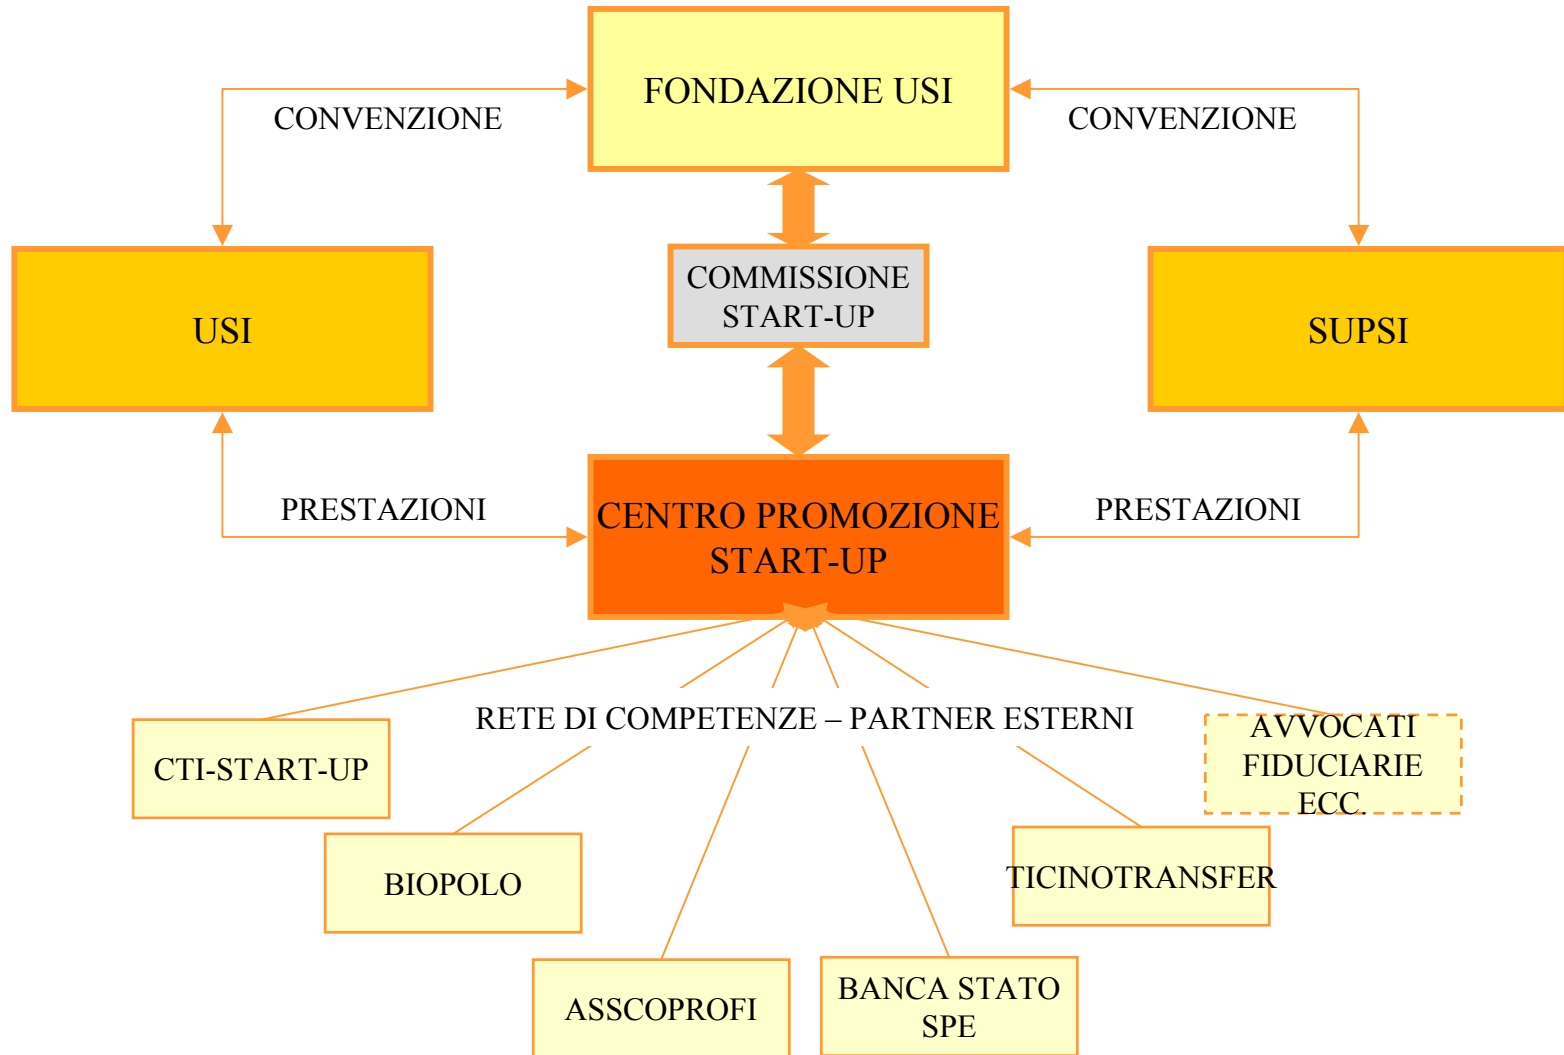 FONDAZIONE USI
CONVENZIONE
CONVENZIONE
USI
COMMISSIONE
START-UP
SUPSI
PRESTAZIONI
CENTRO PROMOZIONE
START-UP
PRESTAZIONI
RETE DI COMPETENZE – PARTNER ESTERNI
CTI-START-UP
BIOPOLO
ASSCOPROFI
BANCA STATO
SPE
TICINOTRANSFER
AVVOCATI
FIDUCIARIE
ECC.